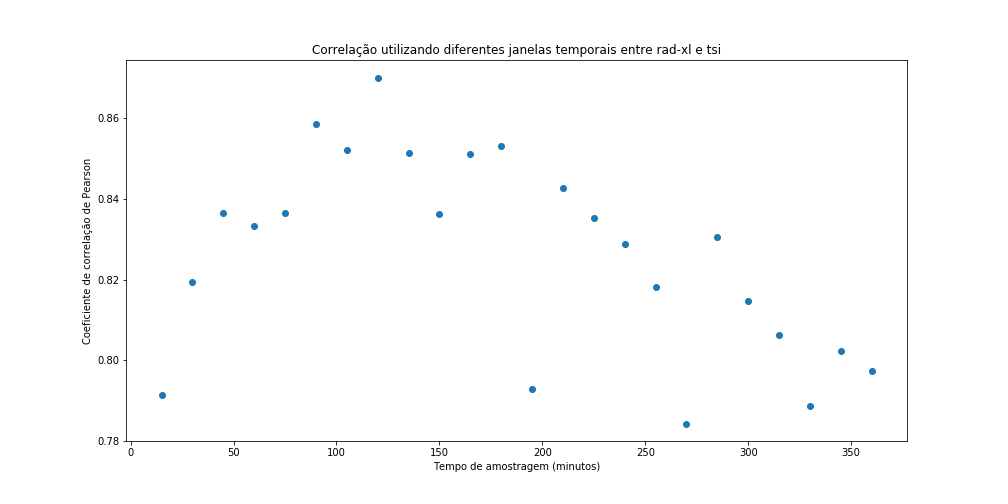 Correlação utilizando diferentes janelas temporais entre rad-xl e tsi
Coeficiente de correlação de Pearson
0.86
0.84
0.82
0.80
0.78
0 50 100 150 200 250 300 350
Tempo de amostragem (minutos)